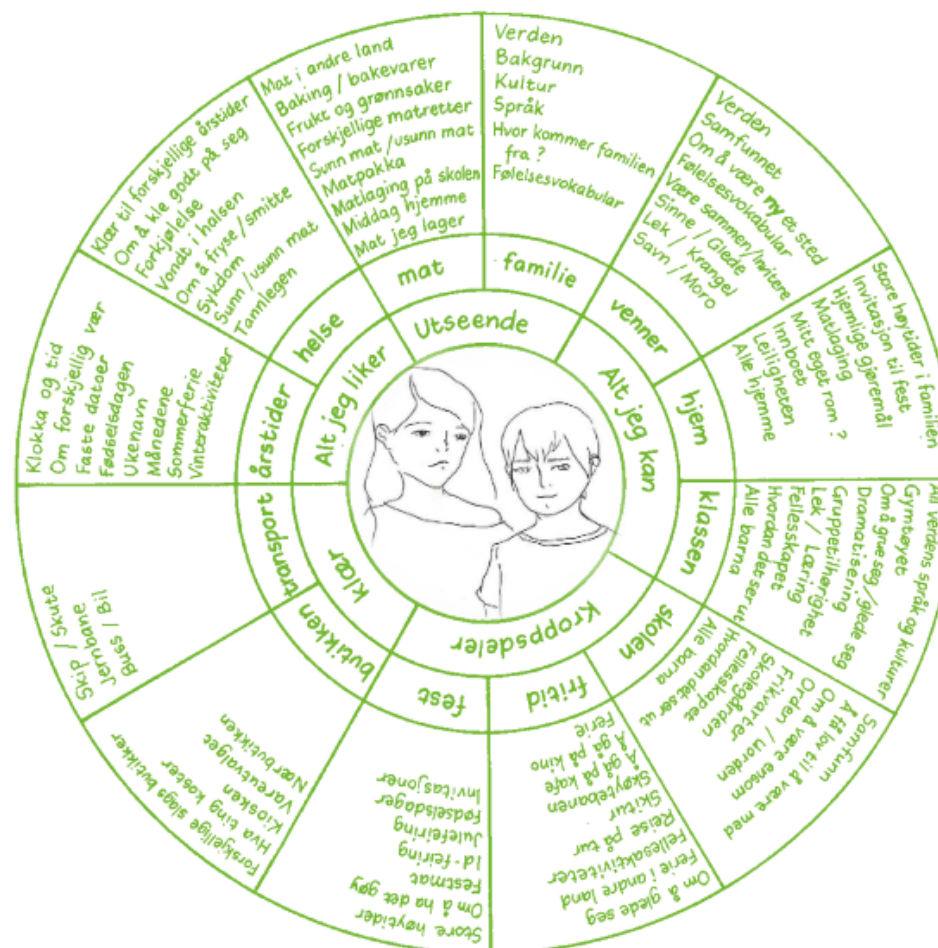 Utseende
Alt jeg kan
Kroppsdeler
klær
Alt jeg liker
mat
Mat i andre land
Baking / bakevarer
Frukt og grønnsaker
Forskjellige matretter
Sunn mat / usunn mat
Matpakka
Matlaging på skolen
Middag hjemme
Mat jeg lager
familie
Verden
Bakgrunn
Kultur
Språk
Hvor kommer familien
fra ?
Følelsesvokabular
venner
Verden
Samfunnet
Om å være ny et sted
Følelsesvokabular
Være sammen/invitere
Sinne / Glede
Lek / Krangel
Savn / Moro
hjem
Store høytider i familien
Invitasjon til fest
hjemlige gjøremål
Matlaging
Mitt eget rom ?
Innboet
Leiligheten
Alle hjemme
klassen
All verdens språk og kulturer
Gymtøyet
Om å grue seg/glede seg
Dramatisering
Gruppetilhørighet
Lek / Læring
Fellesskapet
Hvordan det ser ut
Alle barna
skolen
Samfunn
Å få lov til å være med
Om å være ensom
Orden / uorden
Frikvarter
Skolegården
Fellesskapet
Hvordan det ser ut
Alle barna
fritid
Ferie
Å gå på kino
Å gå på kafe
Skøytebanen
Skitur
Reise på tur
Fellesaktiviteter
Ferie i andre land
Om å glede seg
fest
Invitasjoner
Fødselsdager
Julefeiring
Id-feiring
Festmat
Om å ha det gøy
Store høytider
butikken
Nærbutikken
Vareutvalget
Kiosken
Hva ting koster
Forskjellige slags butikker
transport
Skip / Skute
Jernbane
Buss / Bil
årstider
Klokka og tid
Om forskjellig vær
Faste datoer
Fødselsdagen
Ukenavn
Månedene
Sommerferie
Vinteraktiviteter
helse
Klær til forskjellige årstider
Om å kle godt på seg
Forkjølelse
Vondt i halsen
Om å fryse / smitte
Sykdom
Sunn / usunn mat
Tannlegen